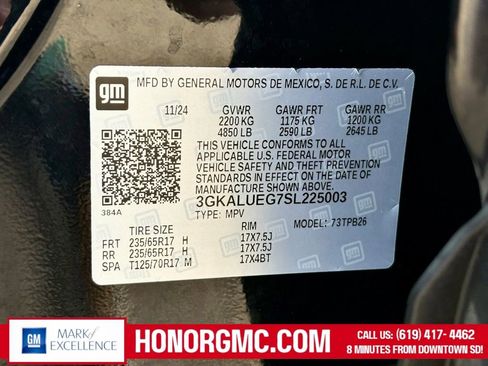 gm
MFD BY GENERAL MOTORS DE MEXICO, S. DE R.L. DE C.V.
11/24 GVWR GAWR FRT GAWR RR
2200 KG 1175 KG 1200 KG
4850 LB 2590 LB 2645 LB
THIS VEHICLE CONFORMS TO ALL
APPLICABLE U.S. FEDERAL MOTOR
VEHICLE SAFETY AND THEFT PREVENTION
STANDARDS IN EFFECT ON THE DATE OF
MANUFACTURE SHOWN ABOVE.
3GKALUEG7SL225003
384A
TYPE: MPV MODEL: 73TPB26
TIRE SIZE RIM
FRT 235/65R17 H 17X7.5J
RR 235/65R17 H 17X7.5J
SPA T125/70R17 M 17X4BT
GM
MARK of
EXCELLENCE
HONORGMC.COM
CALL US: (619) 417- 4462
8 MINUTES FROM DOWNTOWN SD!